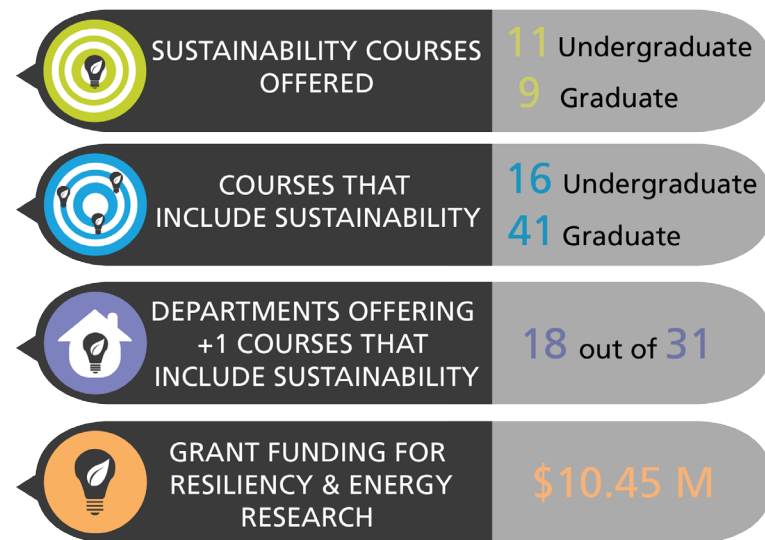 SUSTAINABILITY COURSES
OFFERED
11 Undergraduate
9 Graduate
COURSES THAT
INCLUDE SUSTAINABILITY
16 Undergraduate
41 Graduate
DEPARTMENTS OFFERING
+1 COURSES THAT
INCLUDE SUSTAINABILITY
18 out of 31
GRANT FUNDING FOR
RESILIENCY & ENERGY
RESEARCH
$10.45 M